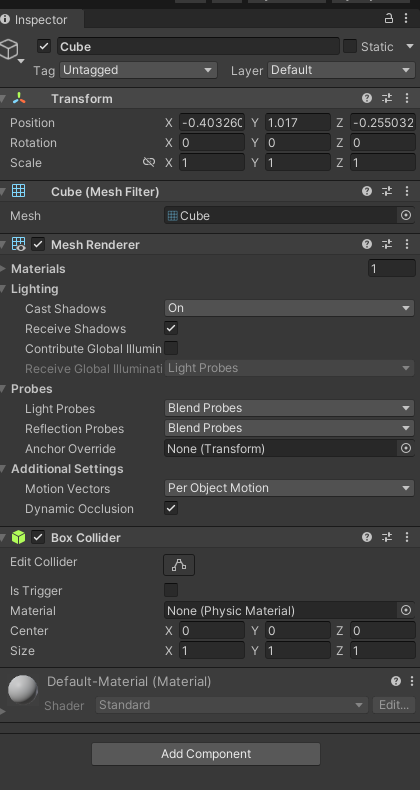 Inspector
Cube Static
Tag Untagged Layer Default
Transform
Position X -0.403260 Y 1.017 Z -0.255032
Rotation X 0 Y 0 Z 0
Scale X 1 Y 1 Z 1
Cube (Mesh Filter)
Mesh Cube
Mesh Renderer
Materials 1
Lighting
Cast Shadows On
Receive Shadows
Contribute Global Illumin
Receive Global Illuminati Light Probes
Probes
Light Probes Blend Probes
Reflection Probes Blend Probes
Anchor Override None (Transform)
Additional Settings
Motion Vectors Per Object Motion
Dynamic Occlusion
Box Collider
Edit Collider
Is Trigger
Material None (Physic Material)
Center X 0 Y 0 Z 0
Size X 1 Y 1 Z 1
Default-Material (Material)
Shader Standard Edit...
Add Component